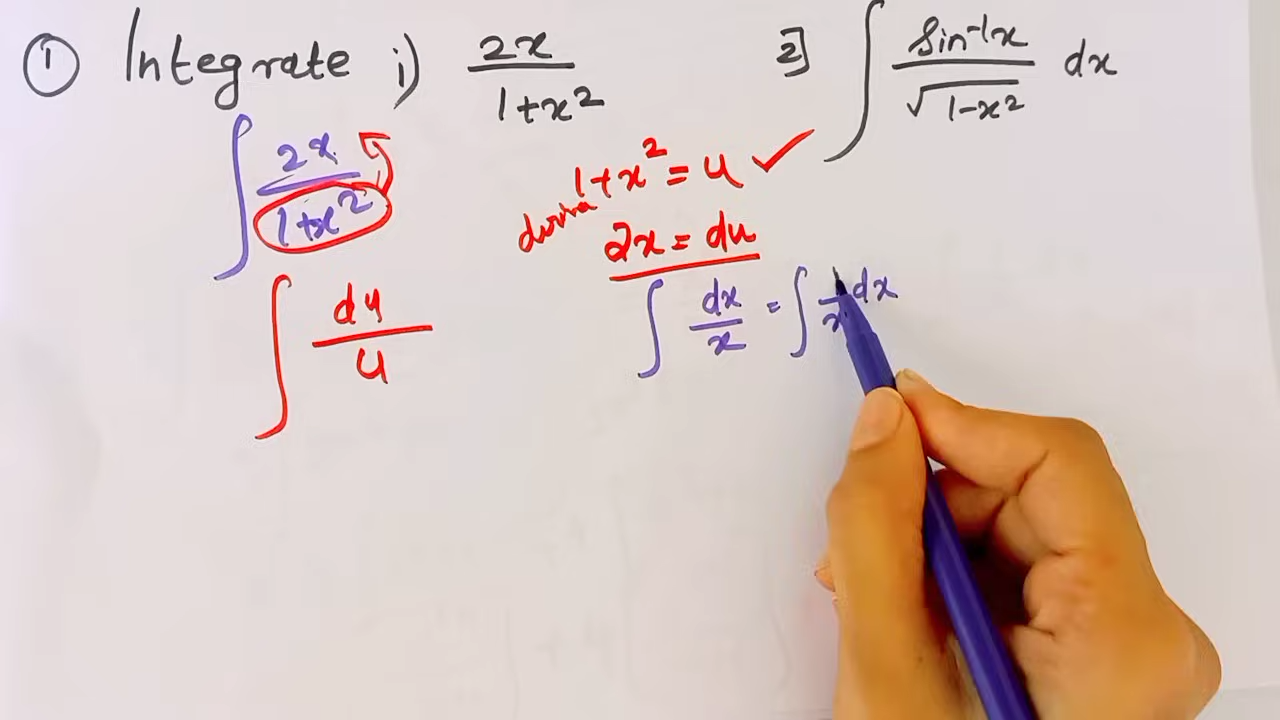 ① Integrate i) 2x / 1+x²
2] ∫ sin⁻¹x / √1-x² dx
∫ 2x / 1+x²
1+x² = u ✓
2x = du
∫ du / u
∫ dx / x = ∫ / x dx